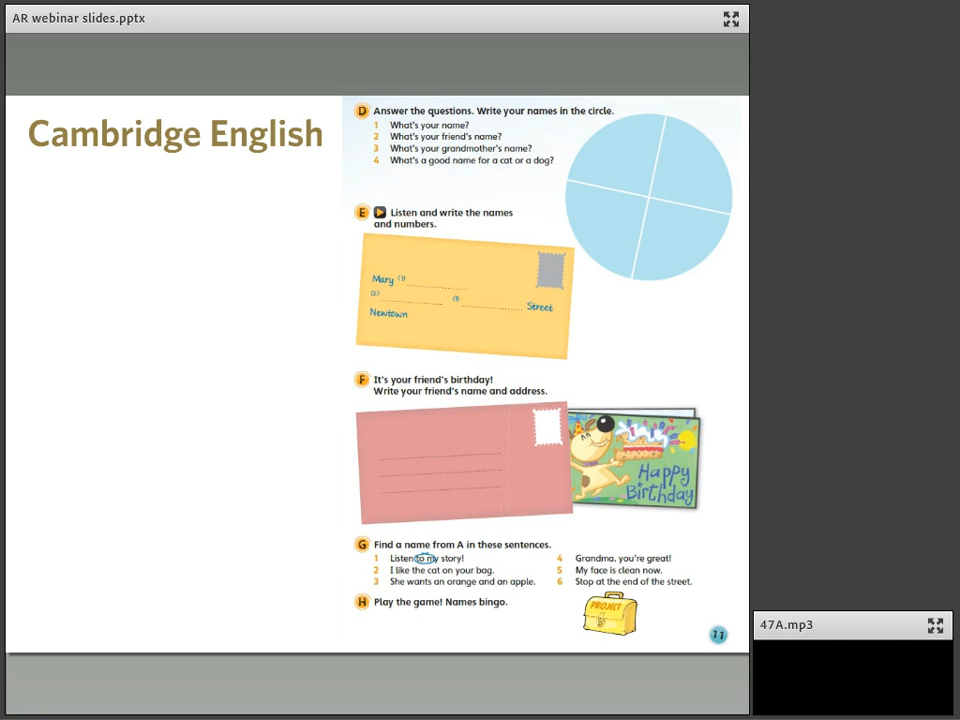 AR webinar slides.pptx
Cambridge English
D Answer the questions. Write your names in the circle.
1 What's your name?
2 What's your friend's name?
3 What's your grandmother's name?
4 What's a good name for a cat or a dog?
E Listen and write the names
and numbers.
Mary (1) ....................
(2) .................... (3) .................... Street
Newtown
F It's your friend's birthday!
Write your friend's name and address.
Happy
Birthday
G Find a name from A in these sentences.
1 Listen to my story!
2 I like the cat on your bag.
3 She wants an orange and an apple.
4 Grandma, you're great!
5 My face is clean now.
6 Stop at the end of the street.
H Play the game! Names bingo.
PROJECT
11
47A.mp3